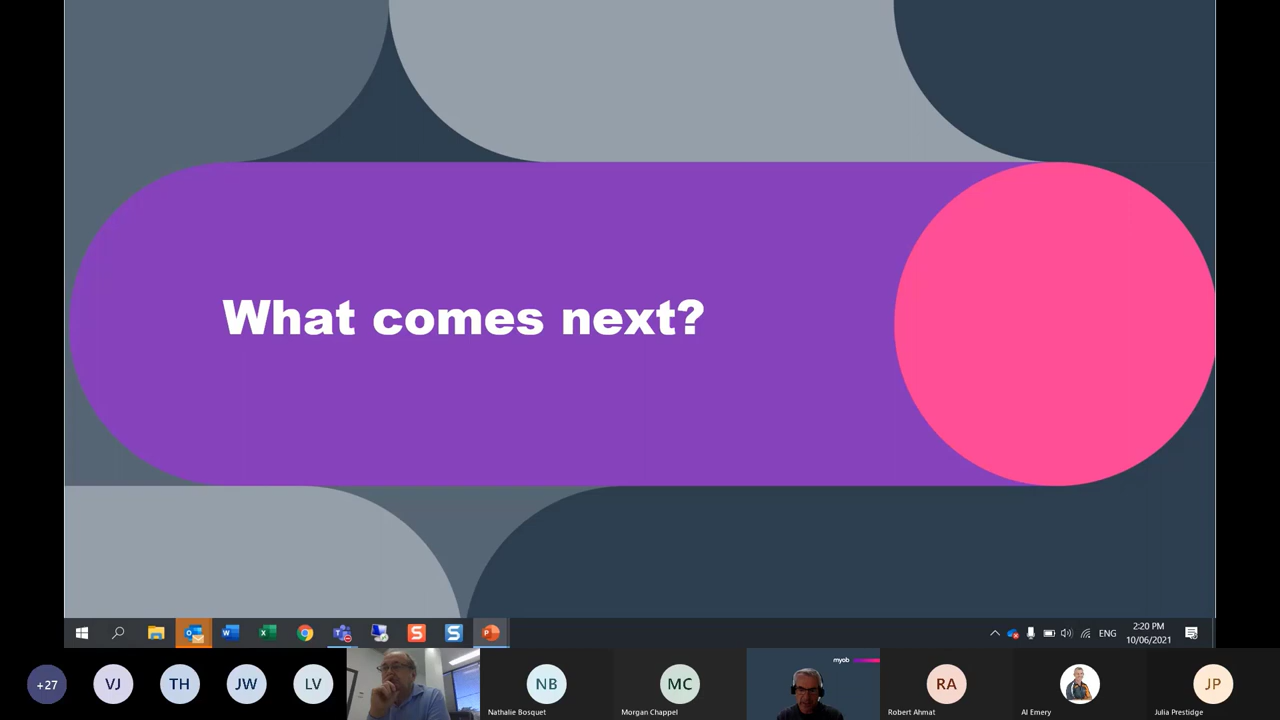 What comes next?
ENG
2:20 PM
10/06/2021
+27
VJ
TH
JW
LV
NB
Nathalie Bosquet
MC
Morgan Chappel
myob
RA
Robert Ahmat
Al Emery
JP
Julia Prestidge